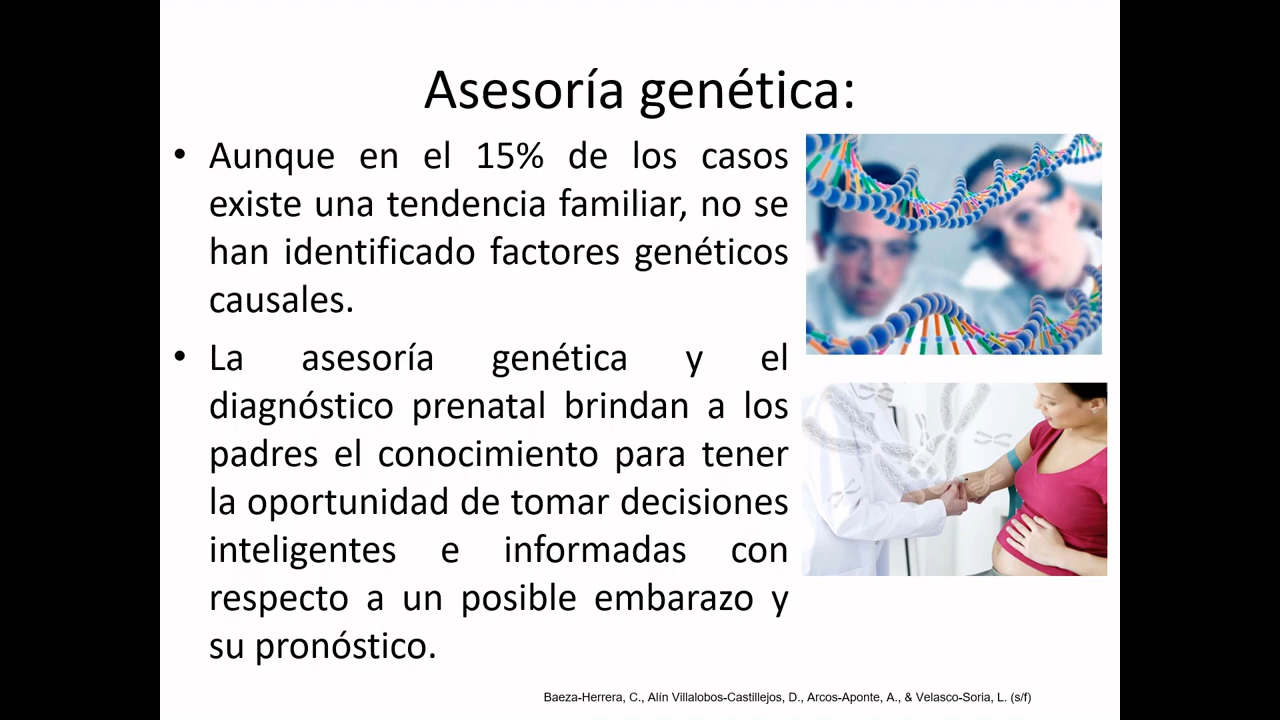 Asesoría genética:
• Aunque en el 15% de los casos
existe una tendencia familiar, no se
han identificado factores genéticos
causales.
• La asesoría genética y el
diagnóstico prenatal brindan a los
padres el conocimiento para tener
la oportunidad de tomar decisiones
inteligentes e informadas con
respecto a un posible embarazo y
su pronóstico.
Baeza-Herrera, C., Alín Villalobos-Castillejos, D., Arcos-Aponte, A., & Velasco-Soria, L. (s/f)